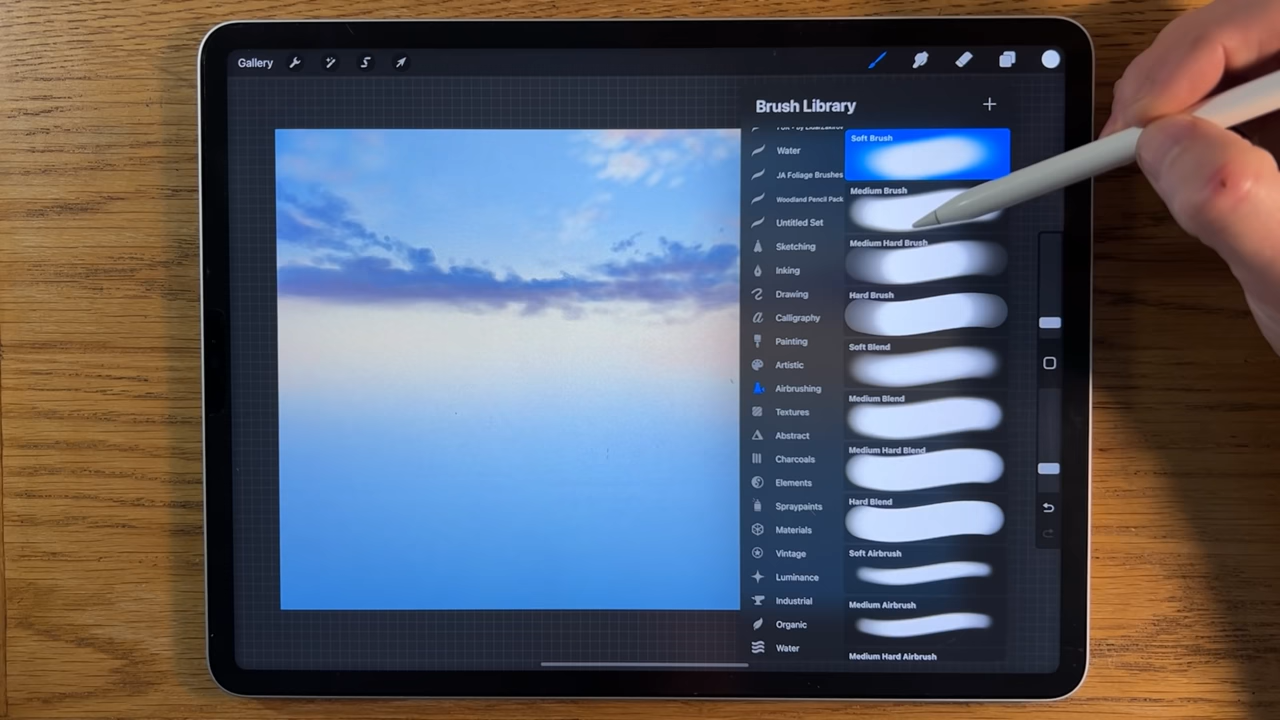 Gallery
Brush Library
Water
JA Foliage Brushes
Woodland Pencil Pack
Untitled Set
Sketching
Inking
Drawing
Calligraphy
Painting
Artistic
Airbrushing
Textures
Abstract
Charcoals
Elements
Spraypaints
Materials
Vintage
Luminance
Industrial
Organic
Water
Soft Brush
Medium Brush
Medium Hard Brush
Hard Brush
Soft Blend
Medium Blend
Medium Hard Blend
Hard Blend
Soft Airbrush
Medium Airbrush
Medium Hard Airbrush